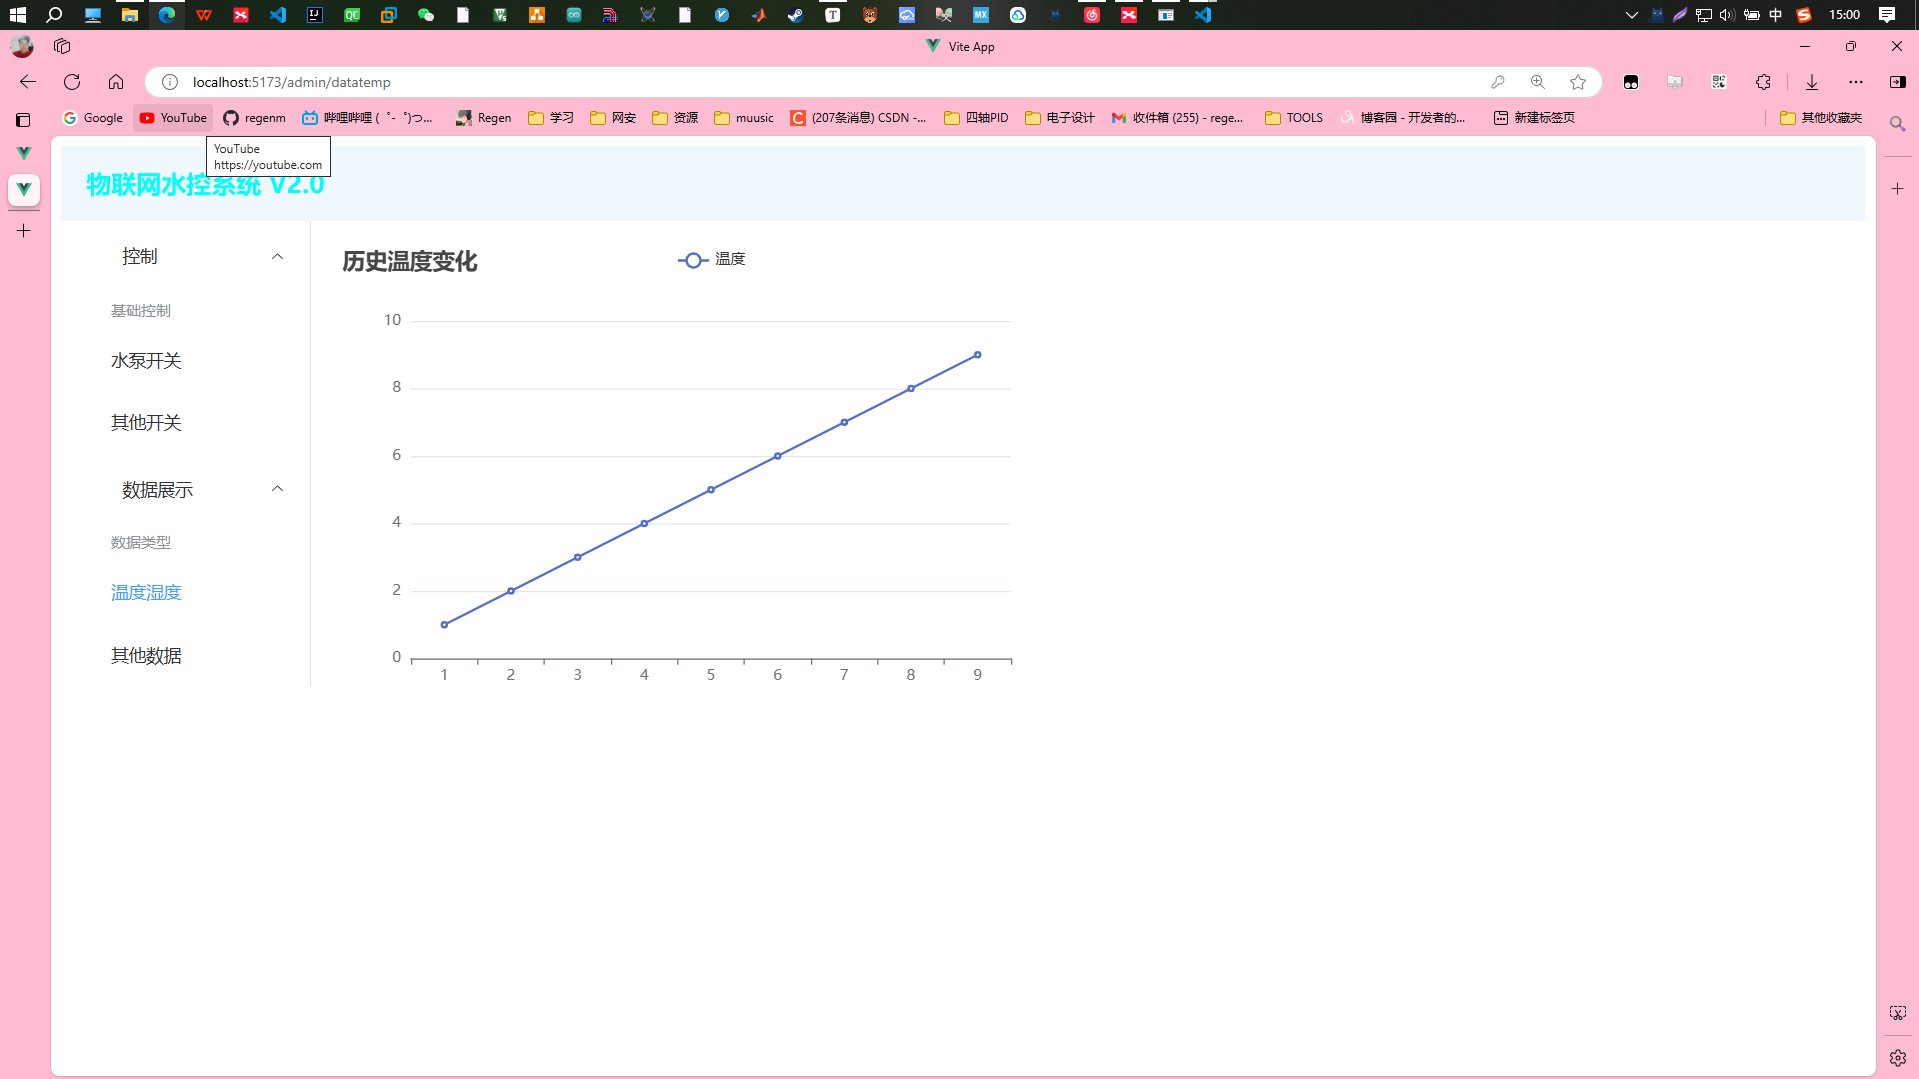 中
15:00
Vite App
localhost:5173/admin/datatemp
Google
YouTube
regenm
哔哩哔哩 (゜-゜)つ...
Regen
学习
网安
资源
muusic
(207条消息) CSDN -...
四轴PID
电子设计
收件箱 (255) - rege...
TOOLS
博客园 - 开发者的...
新建标签页
其他收藏夹
YouTube
https://youtube.com
物联网水控系统 V2.0
控制
基础控制
水泵开关
其他开关
数据展示
数据类型
温度湿度
其他数据
历史温度变化
温度
10
8
6
4
2
0
1 2 3 4 5 6 7 8 9